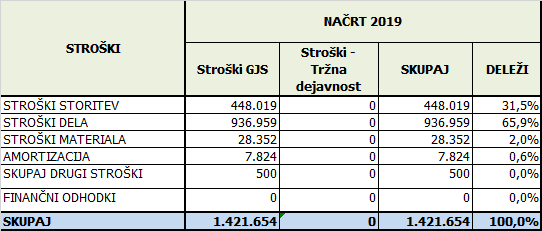 NAČRT 2019
STROŠKI
Stroški GJS
Stroški -
Tržna
dejavnost
SKUPAJ
DELEŽI
STROŠKI STORITEV 448.019 0 448.019 31,5%
STROŠKI DELA 936.959 0 936.959 65,9%
STROŠKI MATERIALA 28.352 0 28.352 2,0%
AMORTIZACIJA 7.824 0 7.824 0,6%
SKUPAJ DRUGI STROŠKI 500 0 500 0,0%
FINANČNI ODHODKI 0 0 0 0,0%
SKUPAJ 1.421.654 0 1.421.654 100,0%